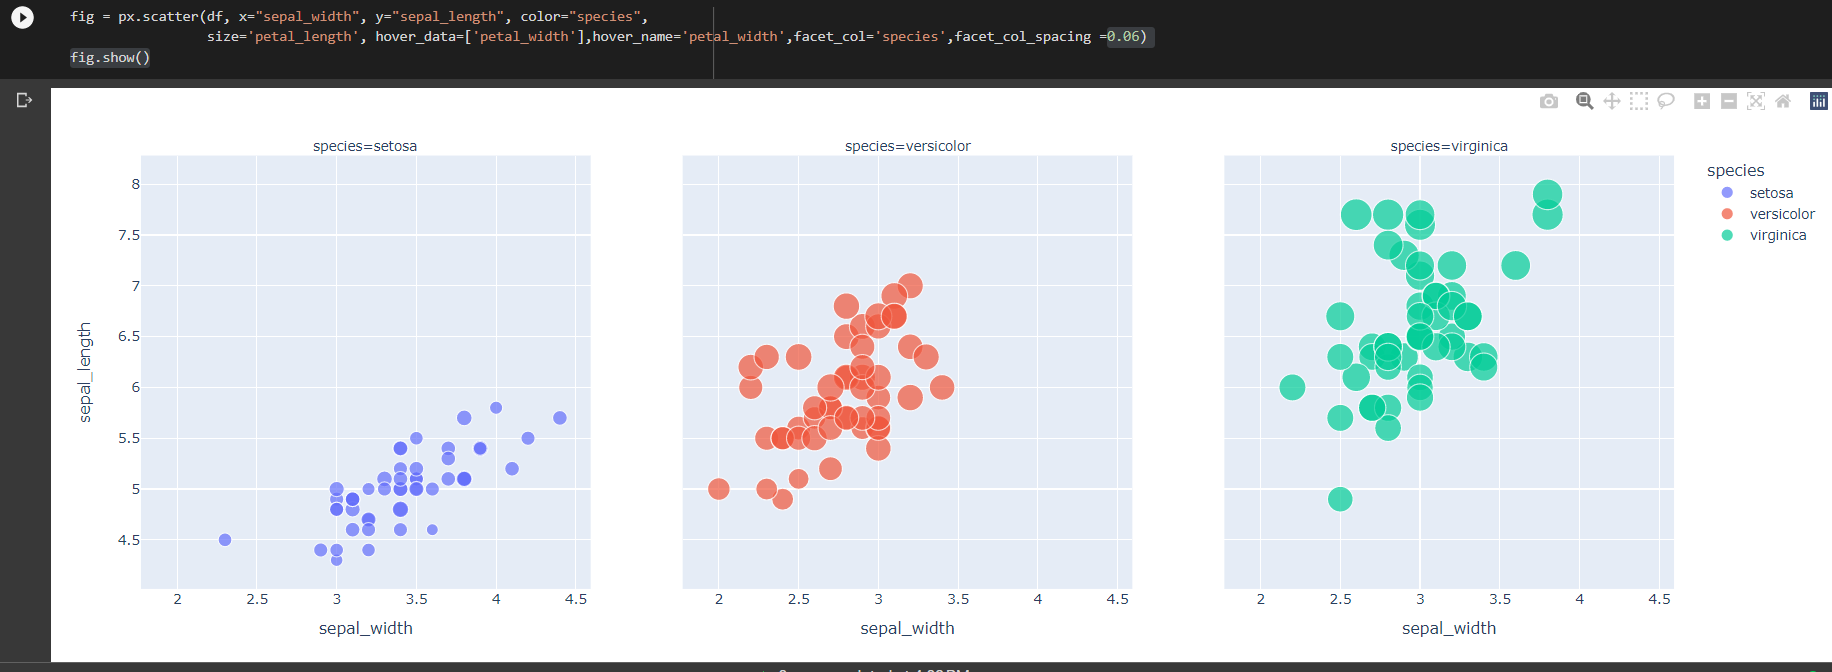 fig = px.scatter(df, x="sepal_width", y="sepal_length", color="species",
size='petal_length', hover_data=['petal_width'],hover_name='petal_width',facet_col='species',facet_col_spacing =0.06)
fig.show()
species=setosa
species=versicolor
species=virginica
species
setosa
versicolor
virginica
sepal_length
8
7.5
7
6.5
6
5.5
5
4.5
2 2.5 3 3.5 4 4.5
2 2.5 3 3.5 4 4.5
2 2.5 3 3.5 4 4.5
sepal_width
sepal_width
sepal_width